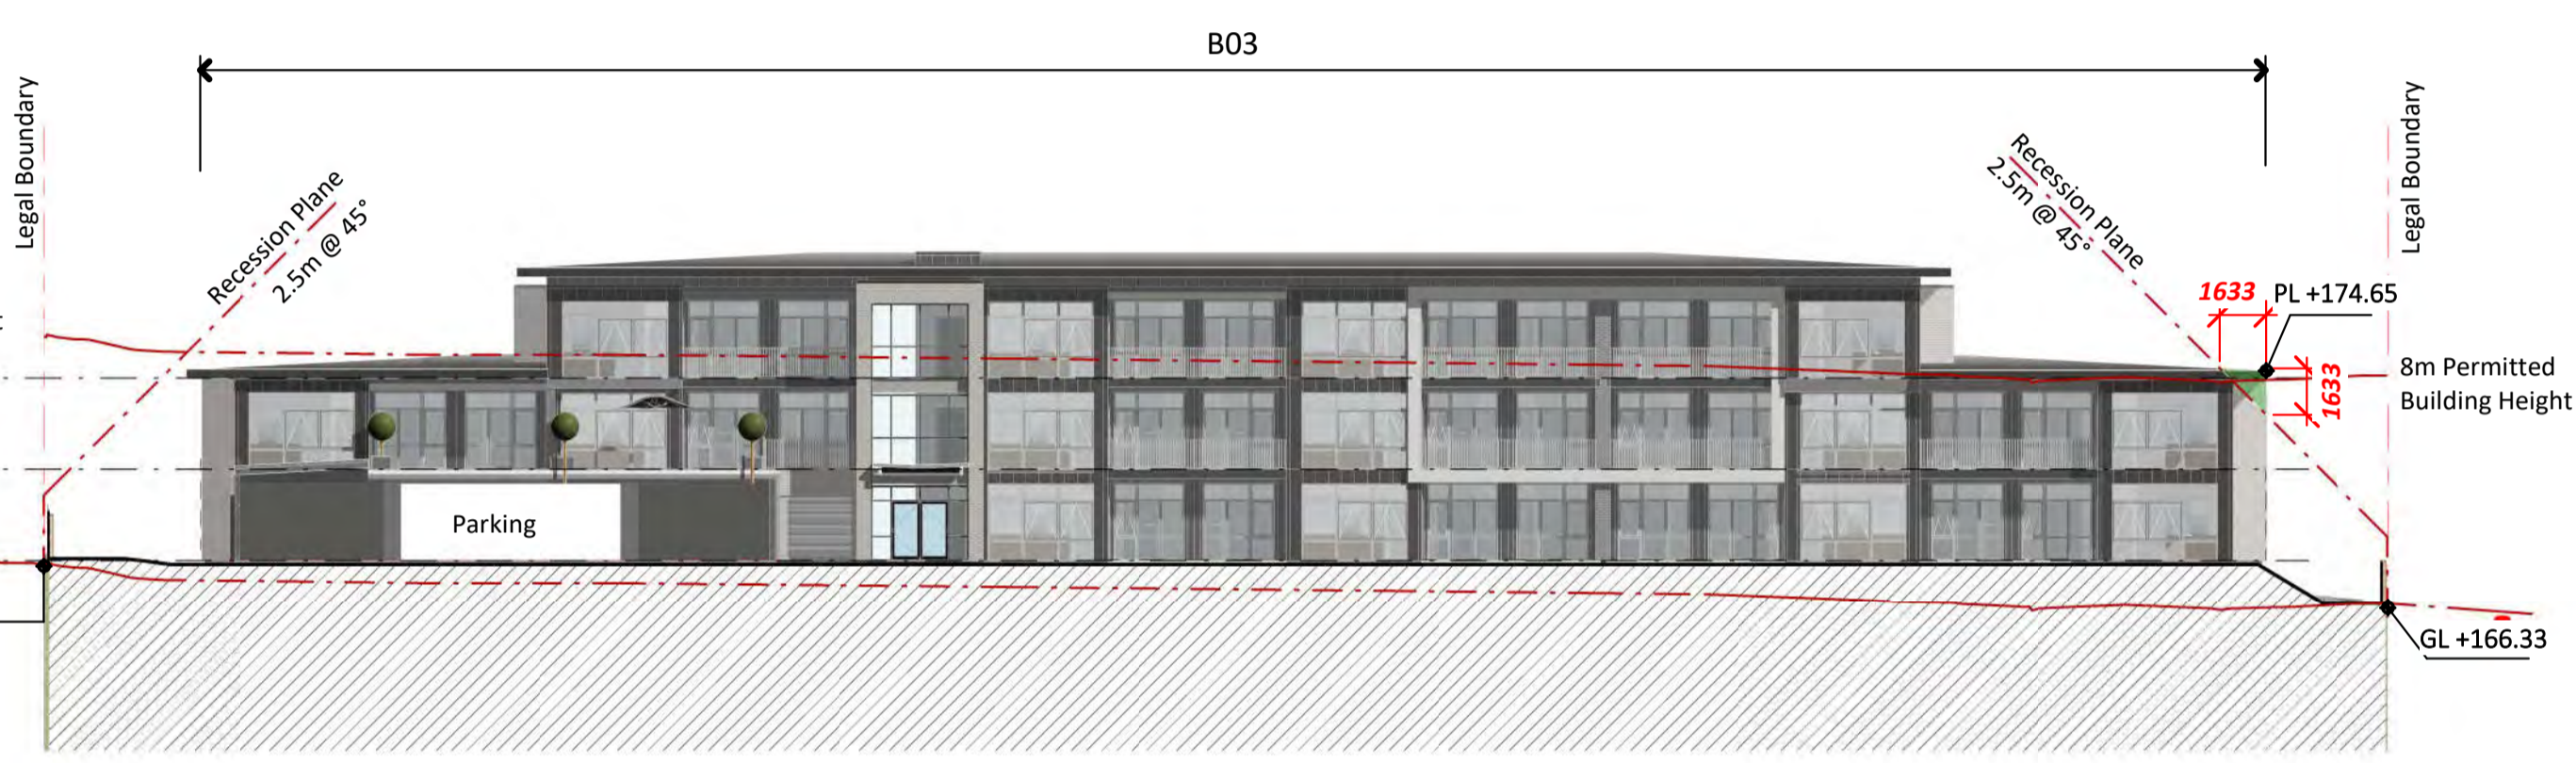 B03
Legal Boundary
Recession Plane
2.5m @ 45°
Recession Plane
2.5m @ 45°
Legal Boundary
1633
PL +174.65
1633
8m Permitted
Building Height
Parking
GL +166.33